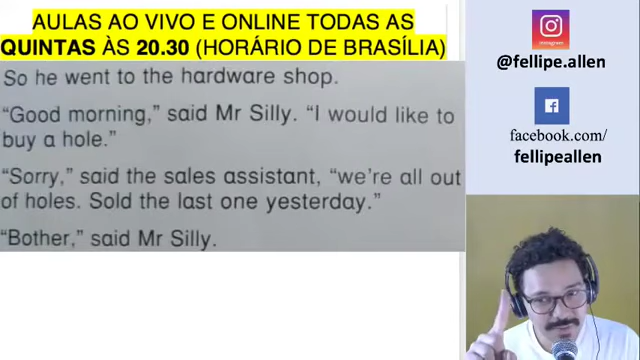 AULAS AO VIVO E ONLINE TODAS AS
QUINTAS ÀS 20.30 (HORÁRIO DE BRASÍLIA)
So he went to the hardware shop.
“Good morning,” said Mr Silly. “I would like to
buy a hole.”
“Sorry,” said the sales assistant, “we’re all out
of holes. Sold the last one yesterday.”
“Bother,” said Mr Silly.
Instagram
@fellipe.allen
facebook.com/
fellipeallen